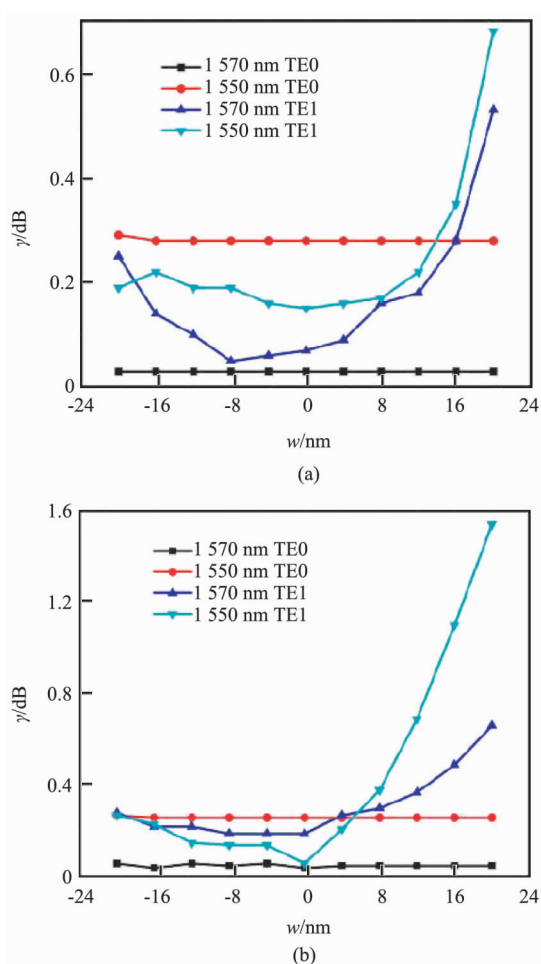 γ/dB
0.6
0.4
0.2
0
1 570 nm TE0
1 550 nm TE0
1 570 nm TE1
1 550 nm TE1
-24 -16 -8 0 8 16 24
w/nm
(a)
γ/dB
1.6
1.2
0.8
0.4
0
1 570 nm TE0
1 550 nm TE0
1 570 nm TE1
1 550 nm TE1
-24 -16 -8 0 8 16 24
w/nm
(b)